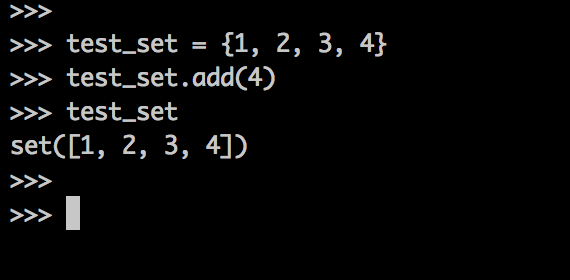 >>>
>>> test_set = {1, 2, 3, 4}
>>> test_set.add(4)
>>> test_set
set([1, 2, 3, 4])
>>>
>>>